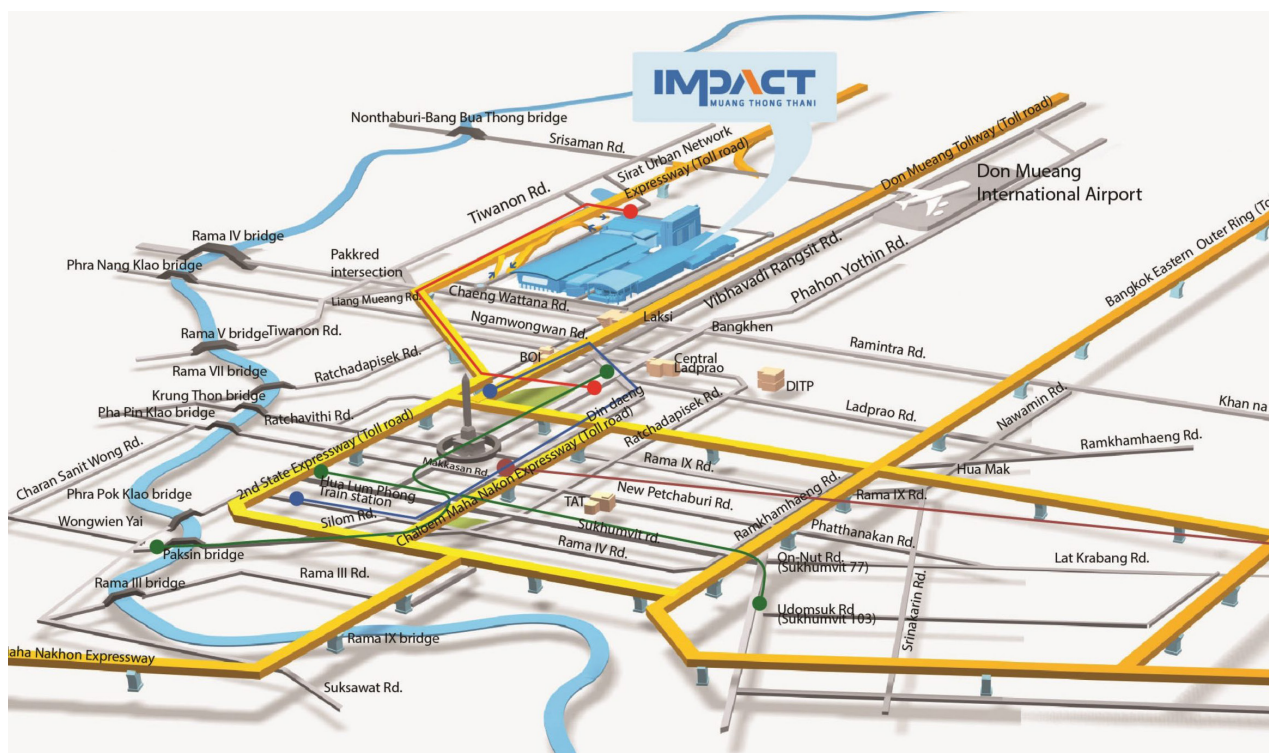 IMPACT
MUANG THONG THANI
Nonthaburi-Bang Bua Thong bridge
Srisaman Rd.
Sirat Urban Network
Expressway (Toll road)
Don Mueang Tollway (Toll road)
Don Mueang
International Airport
Tiwanon Rd.
Rama IV bridge
Phra Nang Klao bridge
Pakkred
intersection
Liang Mueang Rd.
Chaeng Wattana Rd.
Vibhavadi Rangsit Rd.
Phahon Yothin Rd.
Bangkok Eastern Outer Ring (To
Rama V bridge
Tiwanon Rd.
Ngamwongwan Rd.
Laksi
Bangkhen
Rama VII bridge
Ratchadapisek Rd.
BOI
Central
Ladprao
Ramintra Rd.
DITP
Krung Thon bridge
Pha Pin Klao bridge
Ratchavithi Rd.
Din daeng
Ratchadapisek Rd.
Ladprao Rd.
Nawamin Rd.
Khan na
Charan Sanit Wong Rd.
2nd State Expressway (Toll road)
Makkasan Rd.
Rama IX Rd.
Ramkhamhaeng Rd.
Hua Mak
Phra Pok Klao bridge
Dua Lum Phong
Train station
Chaloem Maha Nakon Expressway (Toll road)
TAT
New Petchaburi Rd.
Ramkhamhaeng Rd.
Rama IX Rd.
Wongwien Yai
Silom Rd.
Sukhumvit rd.
Phatthanakan Rd.
Paksin bridge
Rama IV Rd.
On-Nut Rd.
(Sukhumvit 77)
Lat Krabang Rd.
Rama III bridge
Rama III Rd.
Udomsuk Rd
(Sukhumvit 103)
Srinakarin Rd.
Rama IX bridge
aha Nakhon Expressway
Suksawat Rd.